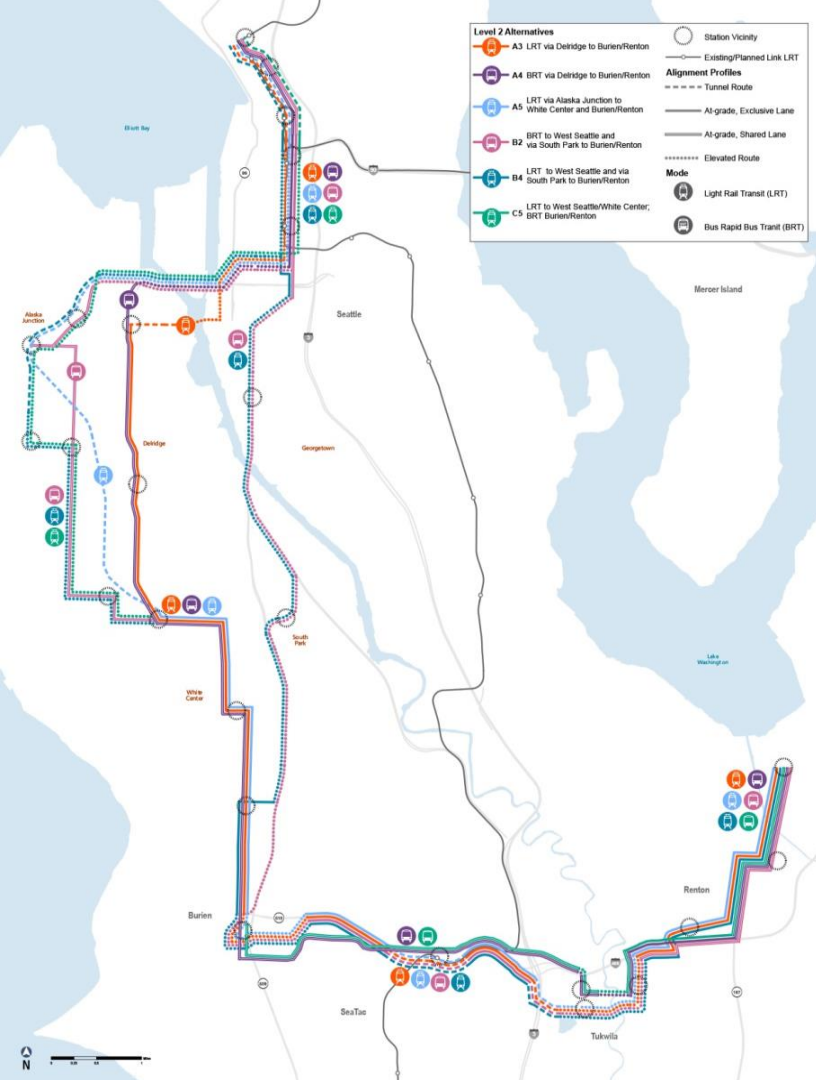 Level 2 Alternatives
A3 LRT via Delridge to Burien/Renton
A4 BRT via Delridge to Burien/Renton
A5 LRT via Alaska Junction to
White Center and Burien/Renton
B2 BRT to West Seattle and
via South Park to Burien/Renton
B4 LRT to West Seattle and via
South Park to Burien/Renton
C5 LRT to West Seattle/White Center;
BRT Burien/Renton
Station Vicinity
Existing/Planned Link LRT
Alignment Profiles
Tunnel Route
At-grade, Exclusive Lane
At-grade, Shared Lane
Elevated Route
Mode
Light Rail Transit (LRT)
Bus Rapid Bus Tranit (BRT)
Elliott Bay
Mercer Island
Seattle
Alaska
Junction
Delridge
Georgetown
South
Park
Lake
Washington
White
Center
Renton
Burien
SeaTac
Tukwila
N